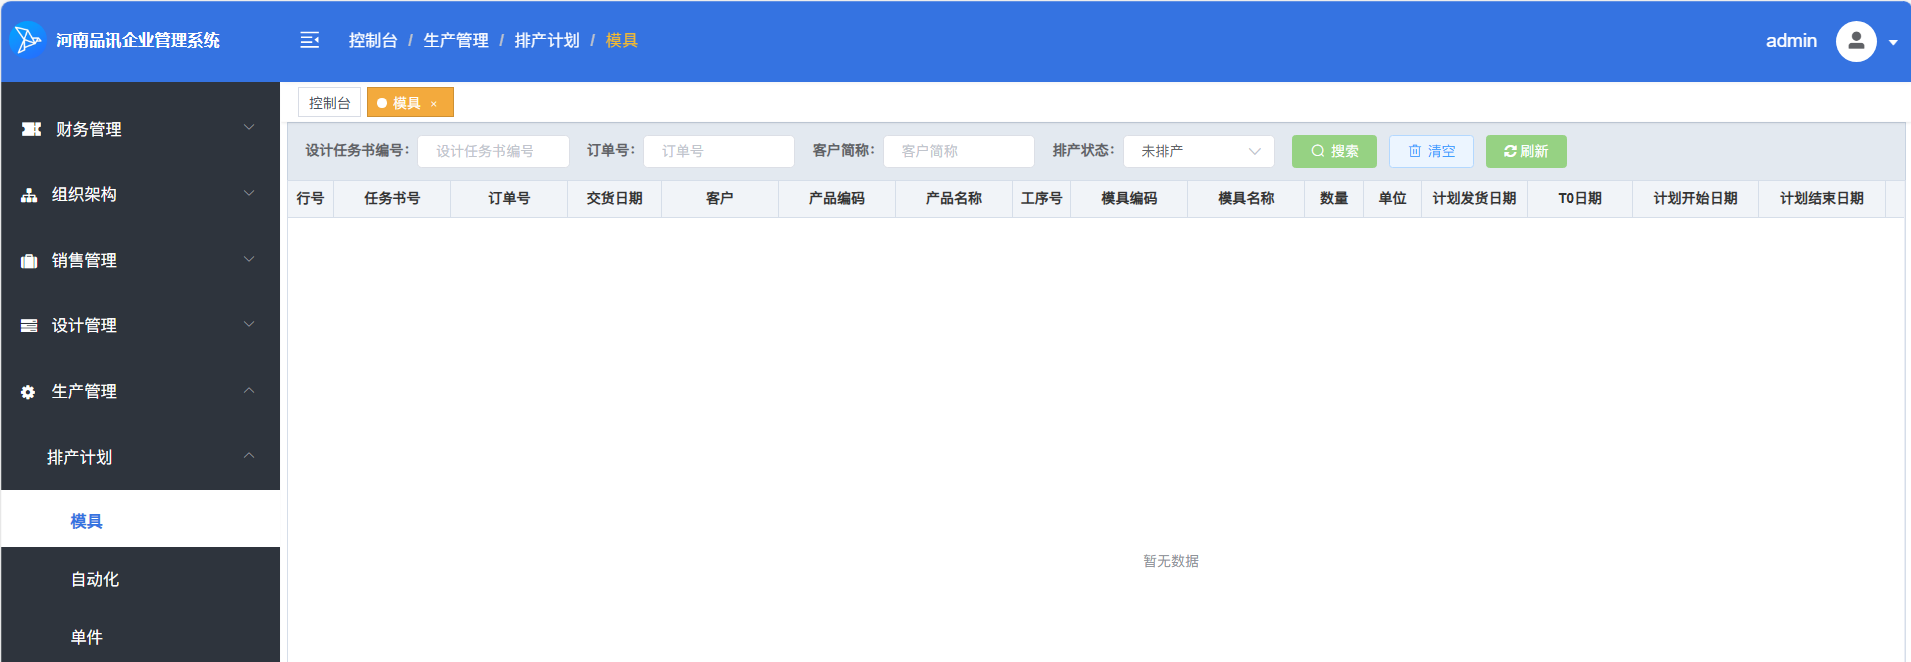 河南品讯企业管理系统
控制台 / 生产管理 / 排产计划 / 模具
admin
财务管理
组织架构
销售管理
设计管理
生产管理
排产计划
模具
自动化
单件
控制台 模具 ×
设计任务书编号： 设计任务书编号 订单号： 订单号 客户简称： 客户简称 排产状态： 未排产 搜索 清空 刷新
行号 任务书号 订单号 交货日期 客户 产品编码 产品名称 工序号 模具编码 模具名称 数量 单位 计划发货日期 T0日期 计划开始日期 计划结束日期
暂无数据